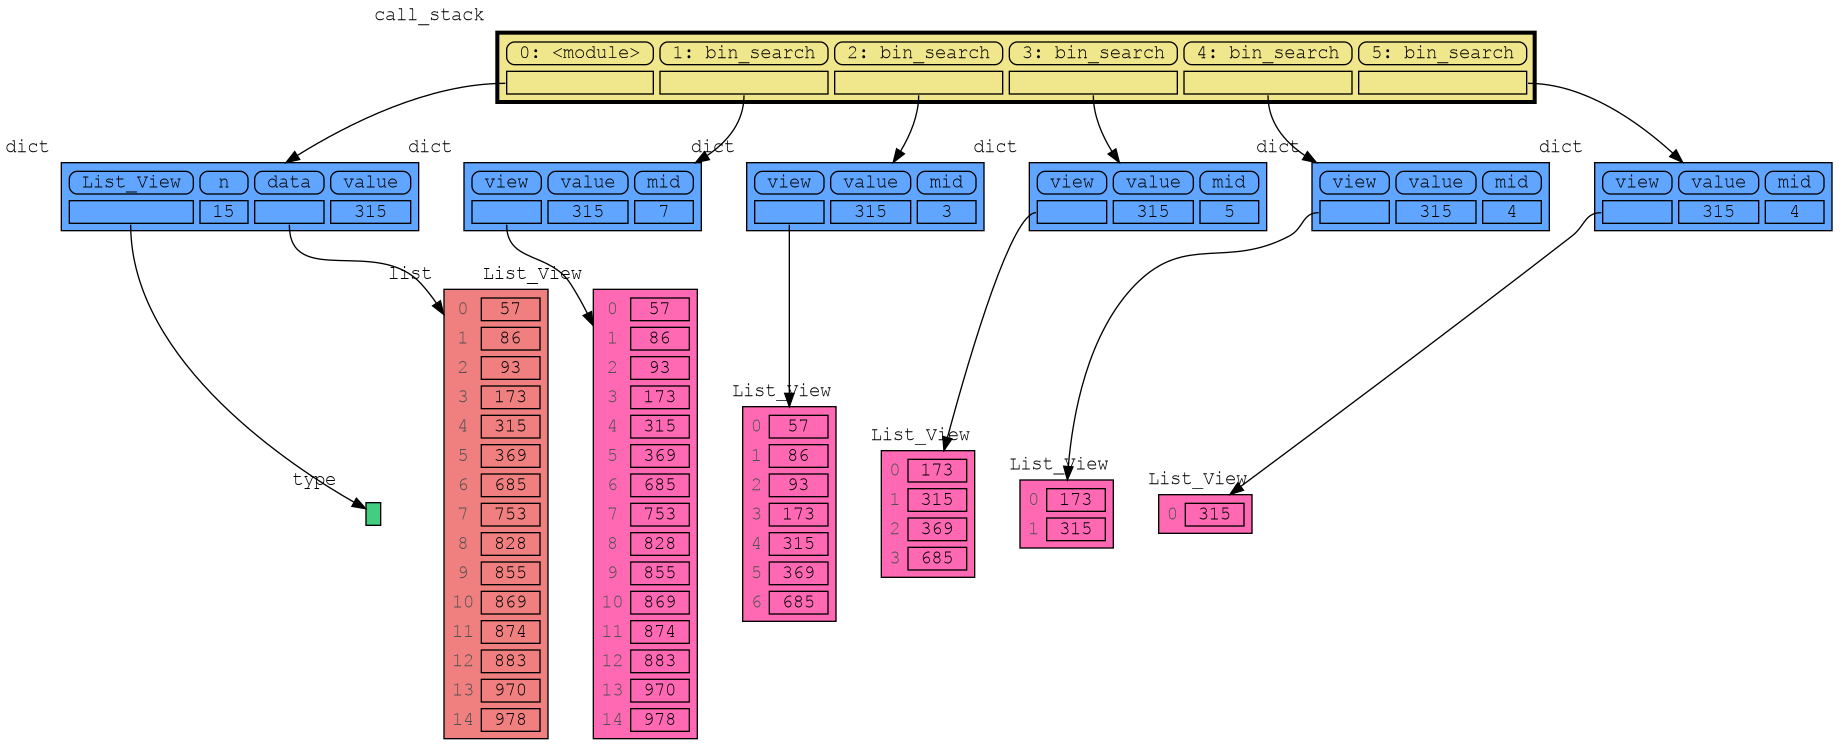 call_stack
0: <module> 1: bin_search 2: bin_search 3: bin_search 4: bin_search 5: bin_search
dict dict dict dict dict dict
List_View n data value view value mid view value mid view value mid view value mid view value mid
15 315 315 7 315 3 315 5 315 4 315 4
list List_View
0 57 0 57
1 86 1 86
2 93 2 93
3 173 3 173
4 315 4 315
5 369 5 369
6 685 6 685
7 753 7 753
8 828 8 828
9 855 9 855
10 869 10 869
11 874 11 874
12 883 12 883
13 970 13 970
14 978 14 978
List_View
0 57
1 86
2 93
3 173
4 315
5 369
6 685
List_View
0 173
1 315
2 369
3 685
List_View
0 173
1 315
List_View
0 315
type